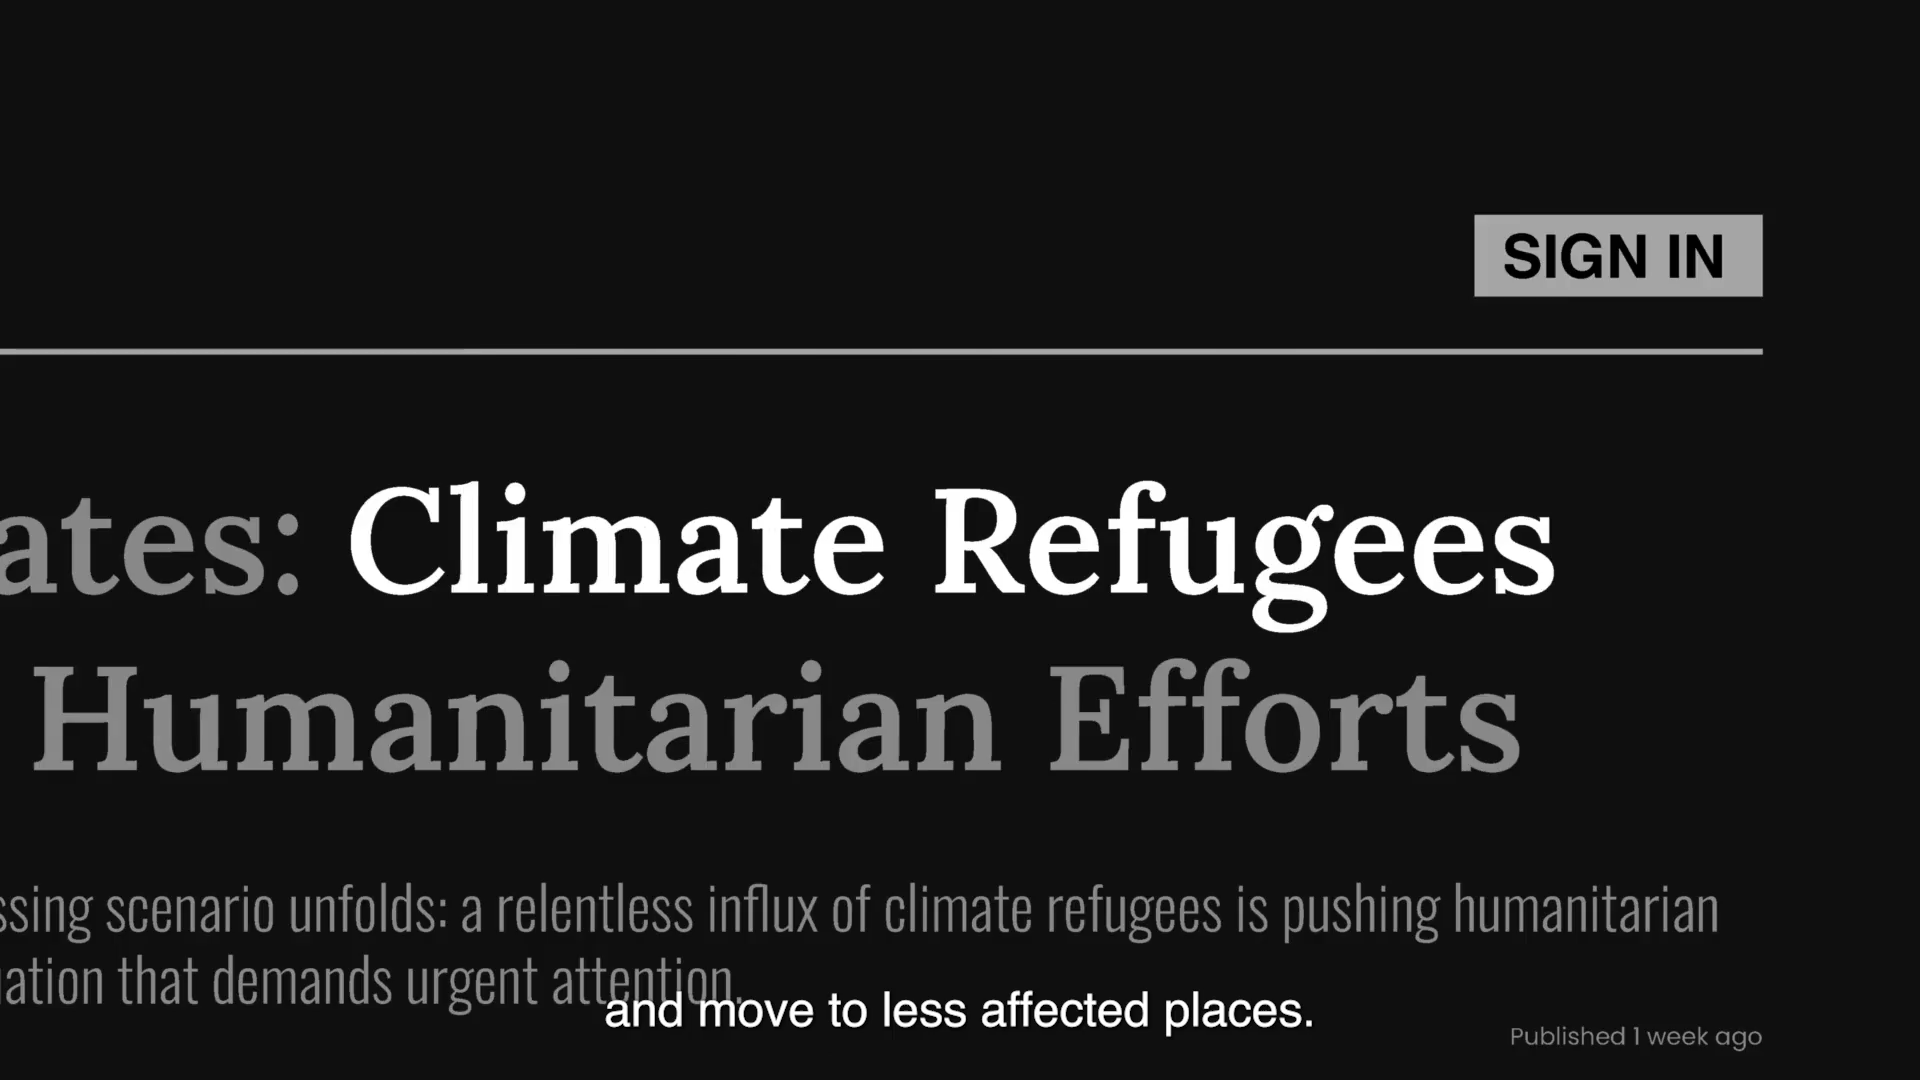 SIGN IN
ates: Climate Refugees
Humanitarian Efforts
ssing scenario unfolds: a relentless influx of climate refugees is pushing humanitarian
uation that demands urgent attention.
and move to less affected places.
Published 1 week ago